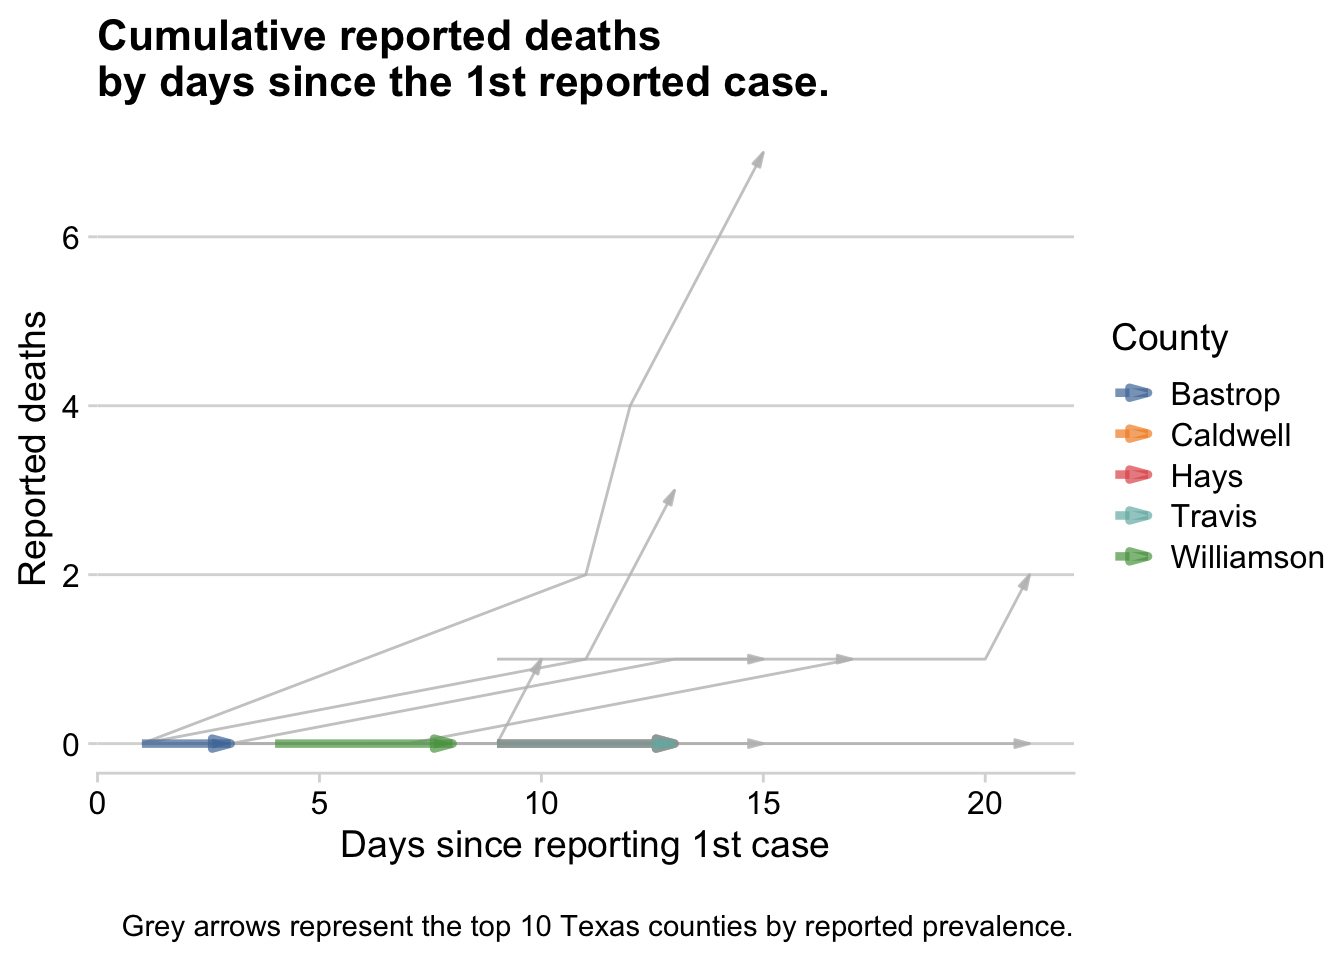 Cumulative reported deaths
by days since the 1st reported case.
6
4
2
0
Reported deaths
0 5 10 15 20
Days since reporting 1st case
County
Bastrop
Caldwell
Hays
Travis
Williamson
Grey arrows represent the top 10 Texas counties by reported prevalence.